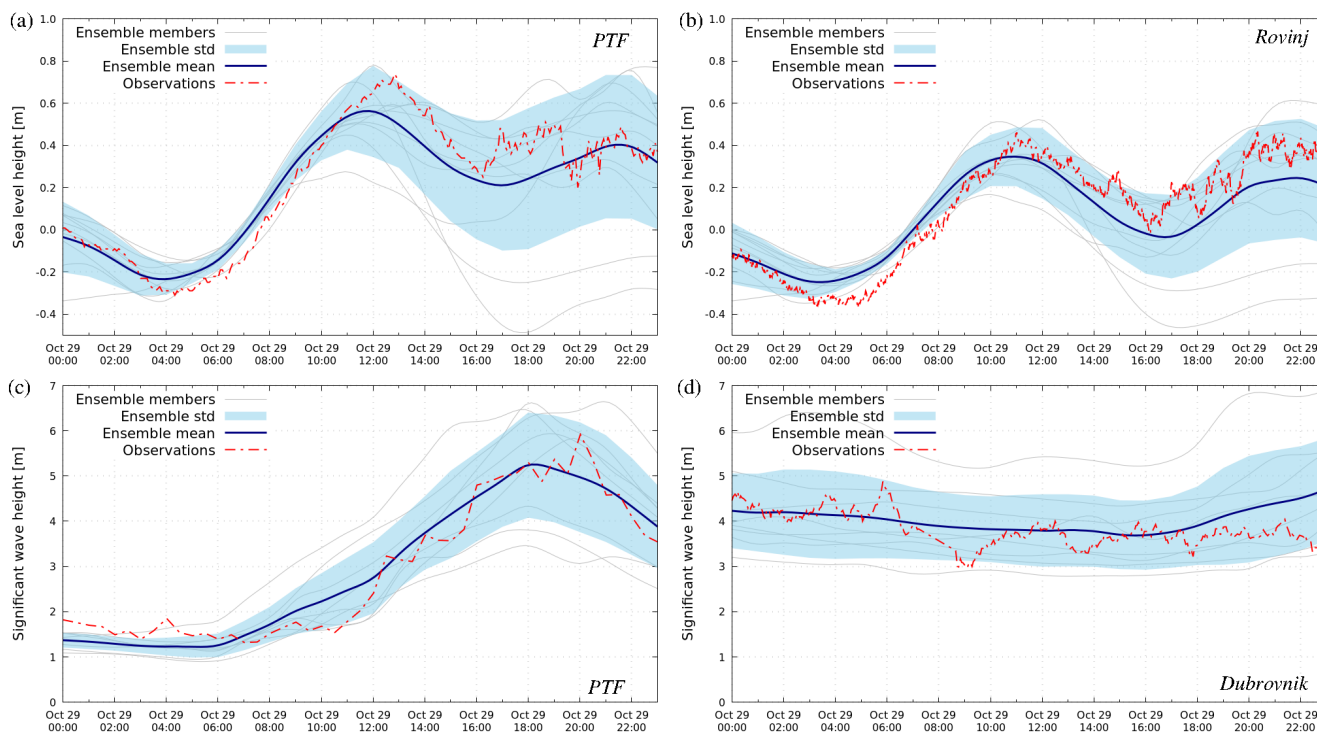 (a)
PTF
Ensemble members
Ensemble std
Ensemble mean
Observations
Sea level height [m]
1.0
0.8
0.6
0.4
0.2
0.0
-0.2
-0.4
Oct 29 Oct 29 Oct 29 Oct 29 Oct 29 Oct 29 Oct 29 Oct 29 Oct 29 Oct 29 Oct 29 Oct 29
00:00 02:00 04:00 06:00 08:00 10:00 12:00 14:00 16:00 18:00 20:00 22:00
(b)
Rovinj
Ensemble members
Ensemble std
Ensemble mean
Observations
Sea level height [m]
1.0
0.8
0.6
0.4
0.2
0.0
-0.2
-0.4
Oct 29 Oct 29 Oct 29 Oct 29 Oct 29 Oct 29 Oct 29 Oct 29 Oct 29 Oct 29 Oct 29 Oct 29
00:00 02:00 04:00 06:00 08:00 10:00 12:00 14:00 16:00 18:00 20:00 22:00
(c)
Ensemble members
Ensemble std
Ensemble mean
Observations
Significant wave height [m]
7
6
5
4
3
2
1
0
PTF
Oct 29 Oct 29 Oct 29 Oct 29 Oct 29 Oct 29 Oct 29 Oct 29 Oct 29 Oct 29 Oct 29 Oct 29
00:00 02:00 04:00 06:00 08:00 10:00 12:00 14:00 16:00 18:00 20:00 22:00
(d)
Ensemble members
Ensemble std
Ensemble mean
Observations
Significant wave height [m]
7
6
5
4
3
2
1
0
Dubrovnik
Oct 29 Oct 29 Oct 29 Oct 29 Oct 29 Oct 29 Oct 29 Oct 29 Oct 29 Oct 29 Oct 29 Oct 29
00:00 02:00 04:00 06:00 08:00 10:00 12:00 14:00 16:00 18:00 20:00 22:00